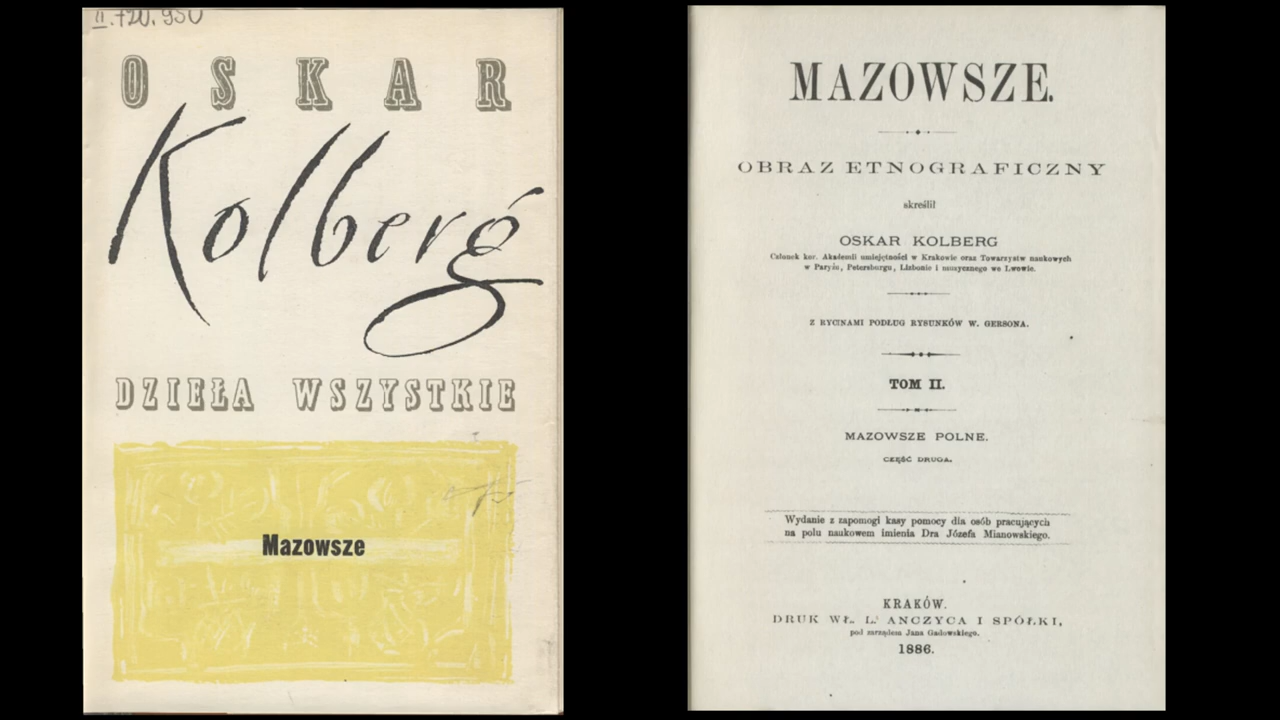 II.720.950
OSKAR
Kolberg
DZIEŁA WSZYSTKIE
Mazowsze
MAZOWSZE.
OBRAZ ETNOGRAFICZNY
skreślił
OSKAR KOLBERG
Członek kor. Akademii umiejętności w Krakowie oraz Towarzystw naukowych
w Paryżu, Petersburgu, Lizbonie i muzycznego we Lwowie.
Z RYCINAMI PODŁUG RYSUNKÓW W. GERSONA.
TOM II.
MAZOWSZE POLNE.
CZĘŚĆ DRUGA.
Wydanie z zapomogi kasy pomocy dla osób pracujących
na polu naukowem imienia Dra Józefa Mianowskiego.
KRAKÓW.
DRUK WŁ. L. ANCZYCA I SPÓŁKI,
pod zarządem Jana Gadowskiego.
1886.